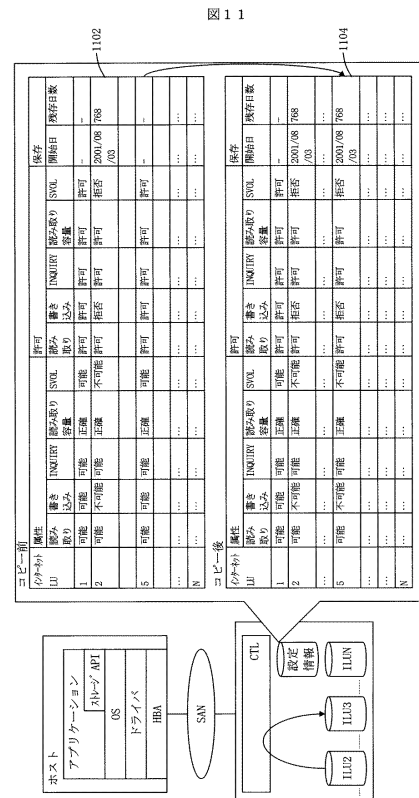 図11
コピー前
1102
インターネット 属性 許可 保存
LU 読み取り 書き込み INQUIRY 読み取り容量 SVOL 読み取り 書き込み INQUIRY 読み取り容量 SVOL 開始日 残存日数
1 可能 可能 可能 正確 可能 許可 許可 許可 許可 許可 – –
2 可能 不可能 可能 正確 不可能 許可 拒否 許可 許可 拒否 2001/08/03 768
5 可能 可能 可能 正確 可能 許可 許可 許可 許可 許可 – –
… … … … … … … … … … … … …
N … … … … … … … … … … … …
コピー後
1104
インターネット 属性 許可 保存
LU 読み取り 書き込み INQUIRY 読み取り容量 SVOL 読み取り 書き込み INQUIRY 読み取り容量 SVOL 開始日 残存日数
1 可能 可能 可能 正確 可能 許可 許可 許可 許可 許可 – –
2 可能 不可能 可能 正確 不可能 許可 拒否 許可 許可 拒否 2001/08/03 768
… … … … … … … … … … … … …
5 可能 不可能 可能 正確 不可能 許可 拒否 許可 許可 拒否 2001/08/03 768
… … … … … … … … … … … … …
… … … … … … … … … … … … …
N … … … … … … … … … … … …
ホスト
アプリケーション
ストレージ API
OS
ドライバ
HBA
SAN
CTL
設定情報
ILU2
ILU3
ILUN